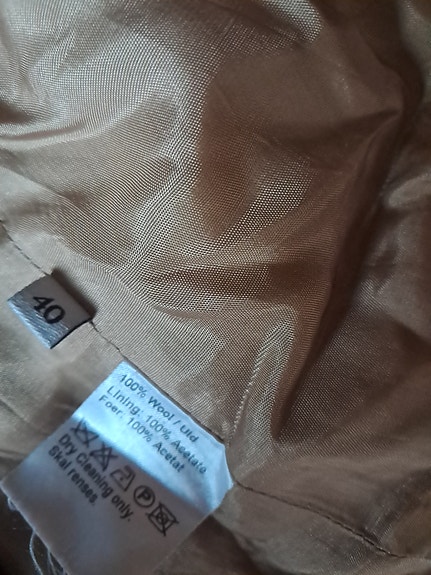 40
100% Wool / Uld
Lining: 100% Acetate
Foer: 100% Acetat
P
Dry Cleaning only.
Skal renses.